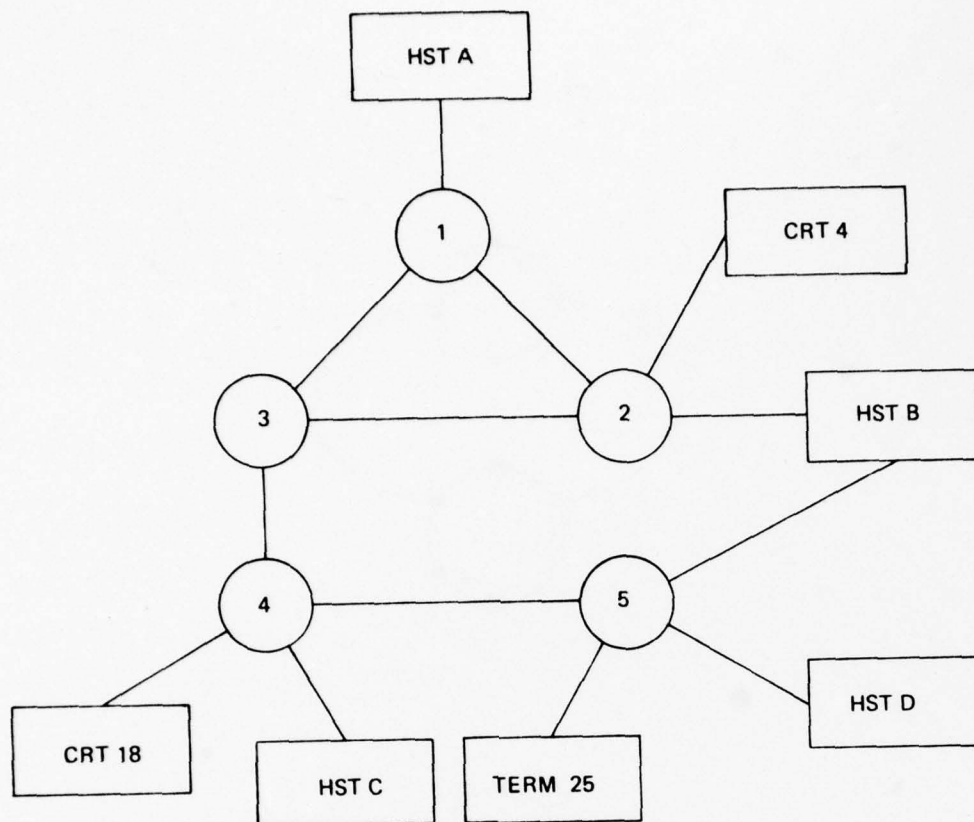 HST A
1
CRT 4
3
2
HST B
4
5
HST D
CRT 18
HST C
TERM 25